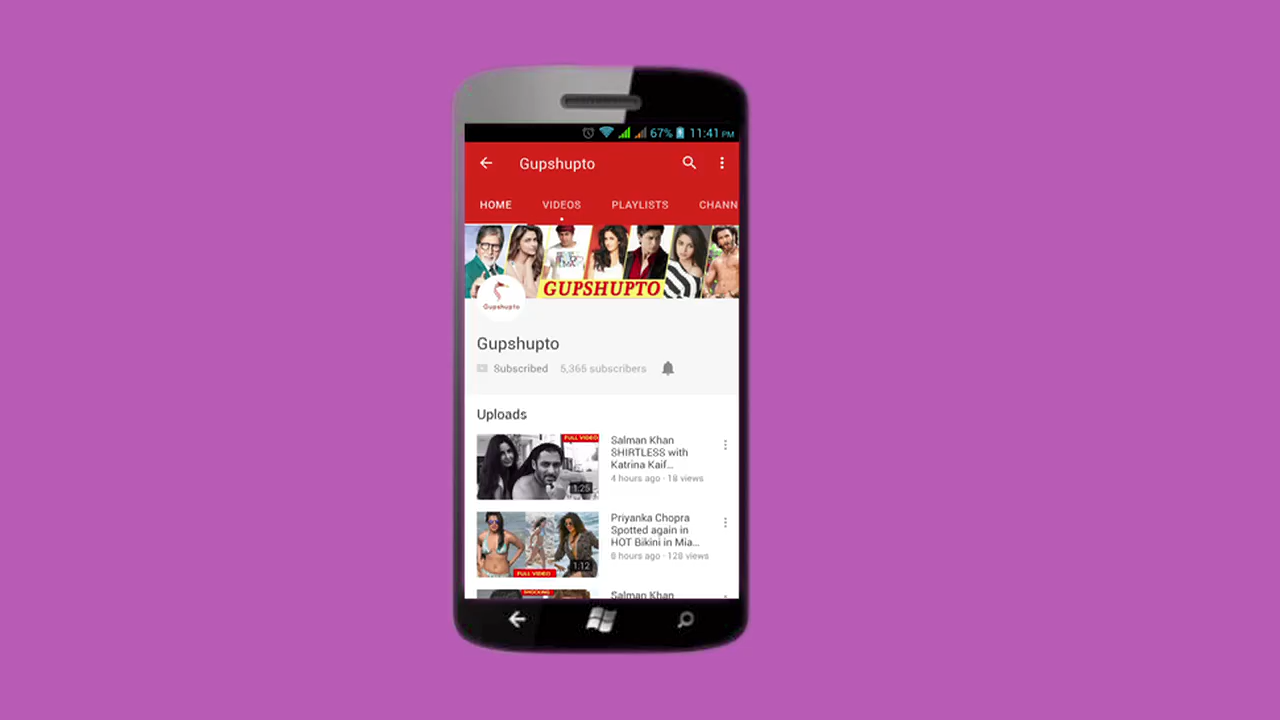 67% 11:41 PM
Gupshupto
HOME VIDEOS PLAYLISTS CHANN
GUPSHUPTO
Gupshupto
Gupshupto
Subscribed 5,365 subscribers
Uploads
FULL VIDEO
1:25
Salman Khan
SHIRTLESS with
Katrina Kaif...
4 hours ago · 18 views
FULL VIDEO
1:12
Priyanka Chopra
Spotted again in
HOT Bikini in Mia...
8 hours ago · 128 views
SHOCKING
Salman Khan